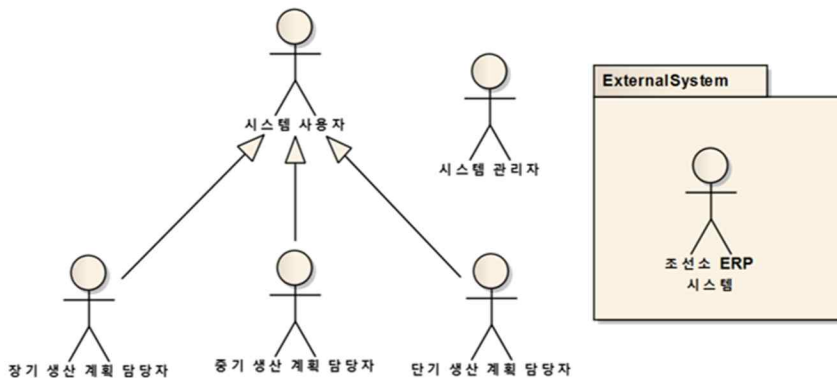 시스템 사용자
시스템 관리자
ExternalSystem
조선소 ERP
시스템
장기 생산 계획 담당자
중기 생산 계획 담당자
단기 생산 계획 담당자